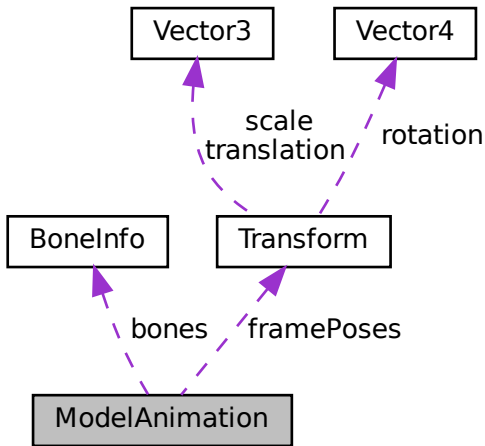 Vector3
Vector4
scale
translation
rotation
BoneInfo
Transform
bones
framePoses
ModelAnimation